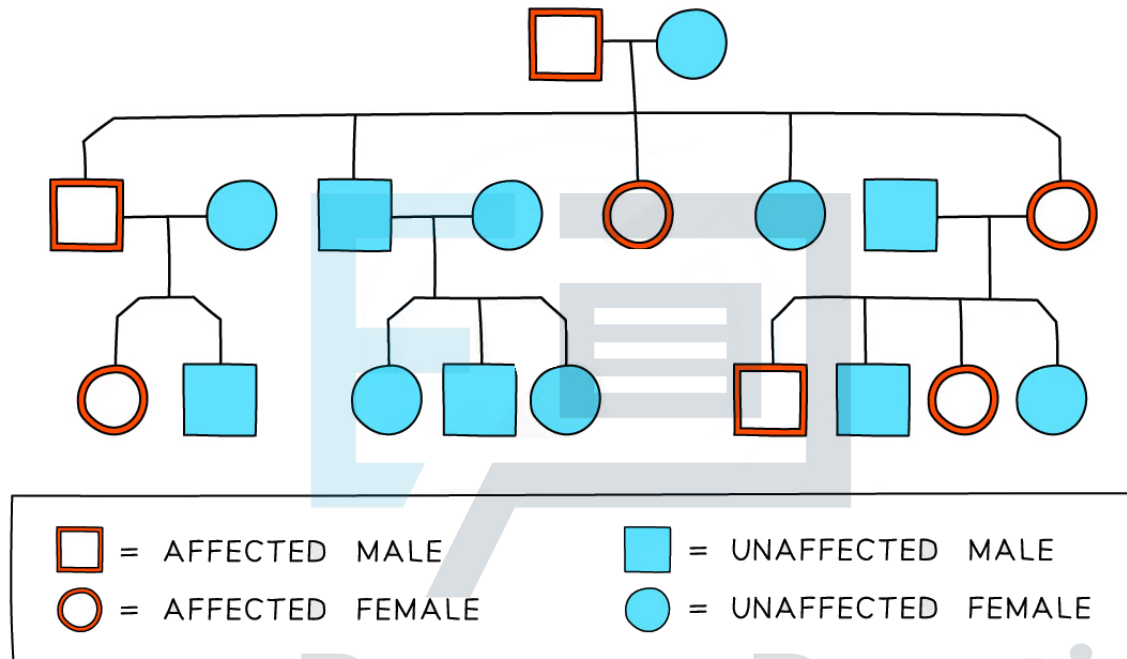 = AFFECTED MALE
= UNAFFECTED MALE
= AFFECTED FEMALE
= UNAFFECTED FEMALE